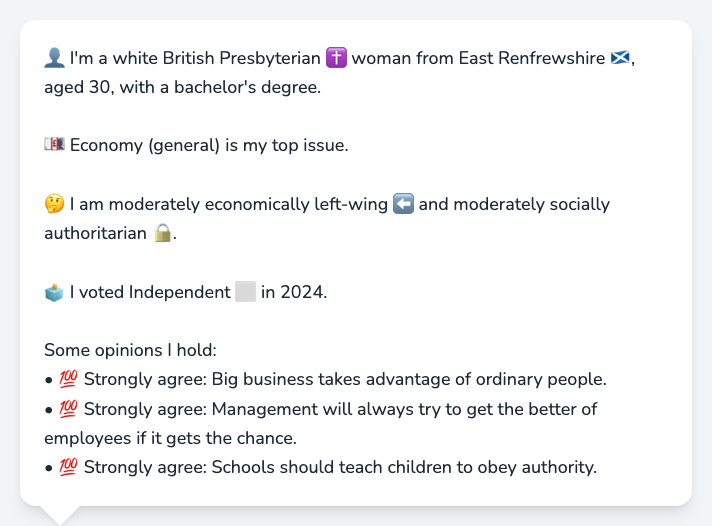 👤 I'm a white British Presbyterian ✝️ woman from East Renfrewshire 🏴󠁧󠁢󠁳󠁣󠁴󠁿,
aged 30, with a bachelor's degree.
💷 Economy (general) is my top issue.
🤔 I am moderately economically left-wing ⬅️ and moderately socially
authoritarian 🔒.
🗳️ I voted Independent ⬜ in 2024.
Some opinions I hold:
• 💯 Strongly agree: Big business takes advantage of ordinary people.
• 💯 Strongly agree: Management will always try to get the better of
employees if it gets the chance.
• 💯 Strongly agree: Schools should teach children to obey authority.